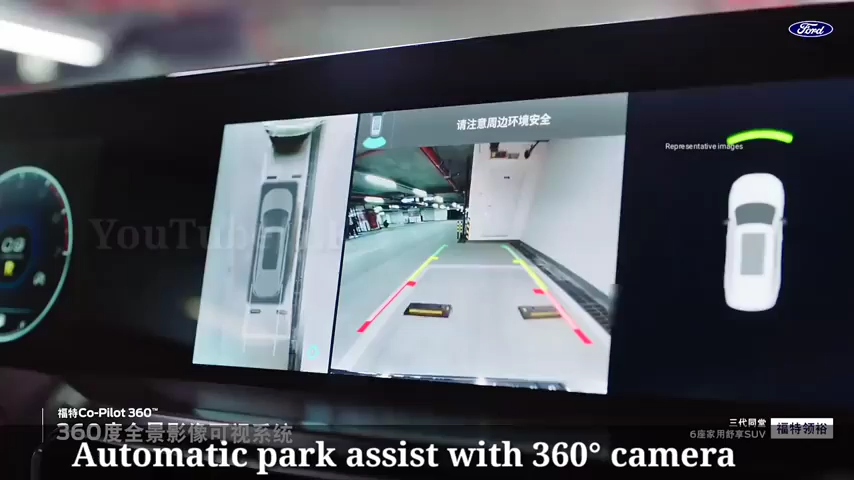 Ford
请注意周边环境安全
Representative images
YouTube
09
R
福特Co-Pilot 360™
360度全景影像可视系统
三代同堂
6座家用舒享SUV
福特领裕
Automatic park assist with 360° camera